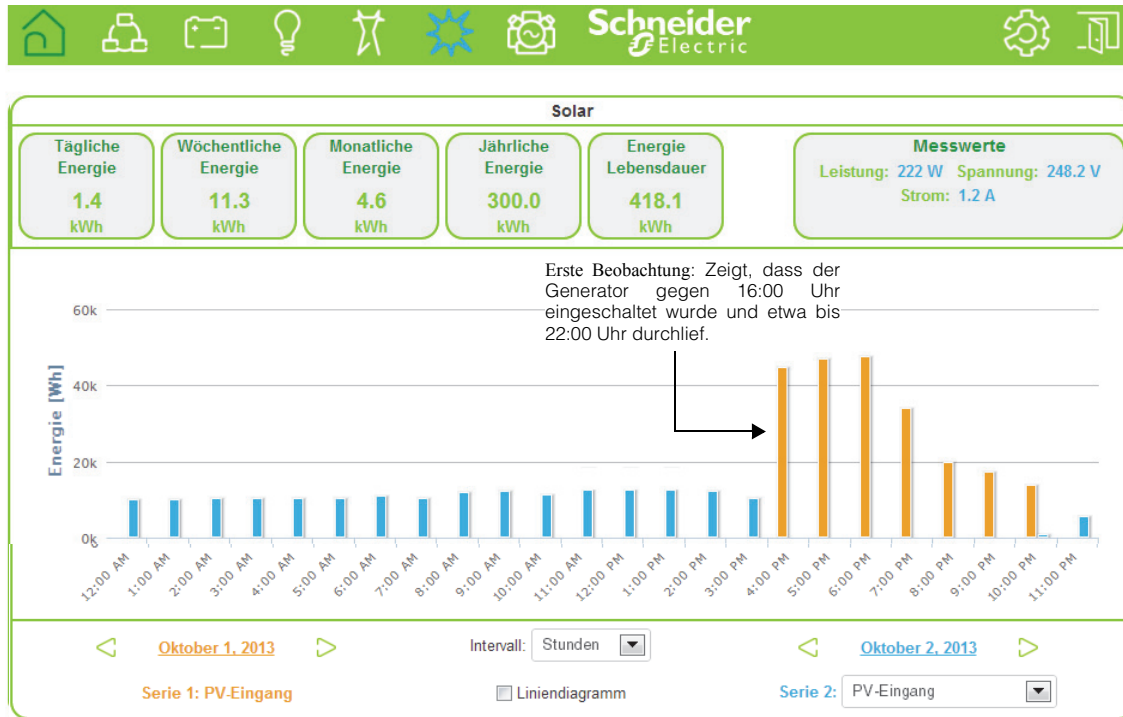 Schneider
Electric
Solar
Tägliche
Energie
1.4
kWh
Wöchentliche
Energie
11.3
kWh
Monatliche
Energie
4.6
kWh
Jährliche
Energie
300.0
kWh
Energie
Lebensdauer
418.1
kWh
Messwerte
Leistung: 222 W Spannung: 248.2 V
Strom: 1.2 A
Erste Beobachtung: Zeigt, dass der
Generator gegen 16:00 Uhr
eingeschaltet wurde und etwa bis
22:00 Uhr durchlief.
Energie [Wh]
60k
40k
20k
0k
12:00 AM
1:00 AM
2:00 AM
3:00 AM
4:00 AM
5:00 AM
6:00 AM
7:00 AM
8:00 AM
9:00 AM
10:00 AM
11:00 AM
12:00 PM
1:00 PM
2:00 PM
3:00 PM
4:00 PM
5:00 PM
6:00 PM
7:00 PM
8:00 PM
9:00 PM
10:00 PM
11:00 PM
Oktober 1, 2013
Intervall: Stunden
Oktober 2, 2013
Serie 1: PV-Eingang
Liniendiagramm
Serie 2: PV-Eingang